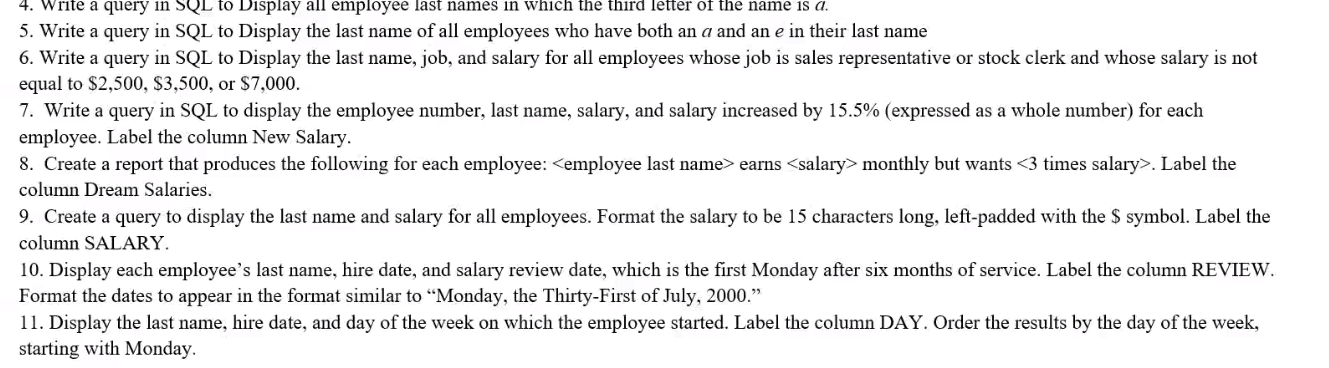 4. Write a query in SQL to Display all employee last names in which the third letter of the name is a.
5. Write a query in SQL to Display the last name of all employees who have both an a and an e in their last name
6. Write a query in SQL to Display the last name, job, and salary for all employees whose job is sales representative or stock clerk and whose salary is not
equal to $2,500, $3,500, or $7,000.
7.  Write a query in SQL to display the employee number, last name, salary, and salary increased by 15.5% (expressed as a whole number) for each
employee. Label the column New Salary.
8.  Create a report that produces the following for each employee: <employee last name> earns <salary> monthly but wants <3 times salary>. Label the
column Dream Salaries.
9.  Create a query to display the last name and salary for all employees. Format the salary to be 15 characters long, left-padded with the $ symbol. Label the
column SALARY.
10. Display each employee’s last name, hire date, and salary review date, which is the first Monday after six months of service. Label the column REVIEW.
Format the dates to appear in the format similar to “Monday, the Thirty-First of July, 2000.”
11. Display the last name, hire date, and day of the week on which the employee started. Label the column DAY. Order the results by the day of the week,
starting with Monday.